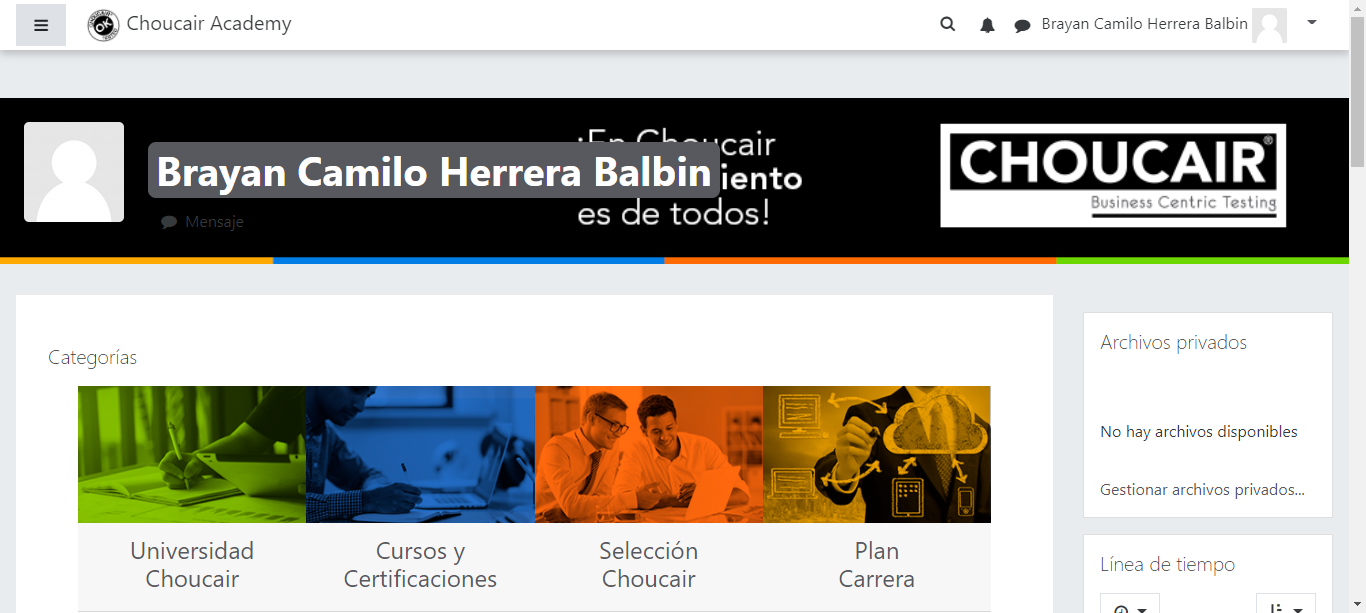 Choucair Academy
Brayan Camilo Herrera Balbin
¡En Choucair
Brayan Camilo Herrera Balbin
es de todos!
Mensaje
CHOUCAIR®
Business Centric Testing
Categorías
Universidad
Choucair
Cursos y
Certificaciones
Selección
Choucair
Plan
Carrera
Archivos privados
No hay archivos disponibles
Gestionar archivos privados...
Línea de tiempo